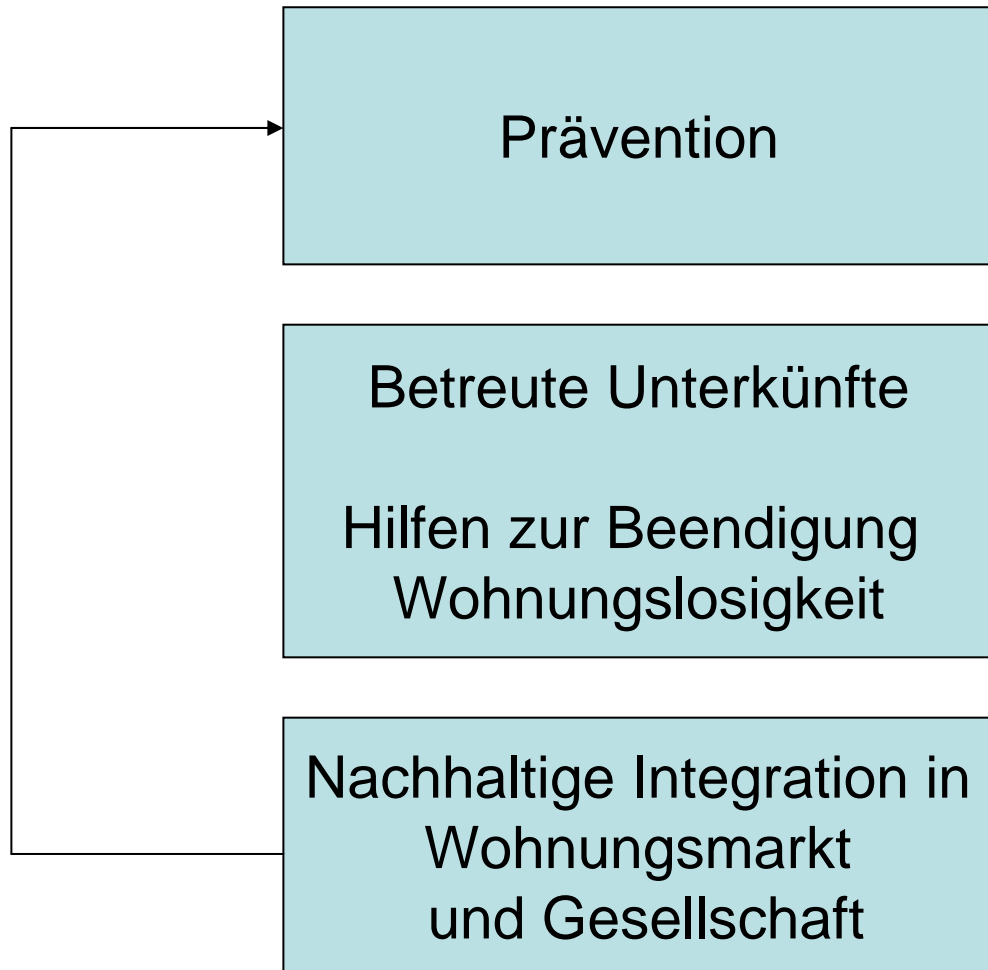 Prävention
Betreute Unterkünfte
Hilfen zur Beendigung
Wohnungslosigkeit
Nachhaltige Integration in
Wohnungsmarkt
und Gesellschaft